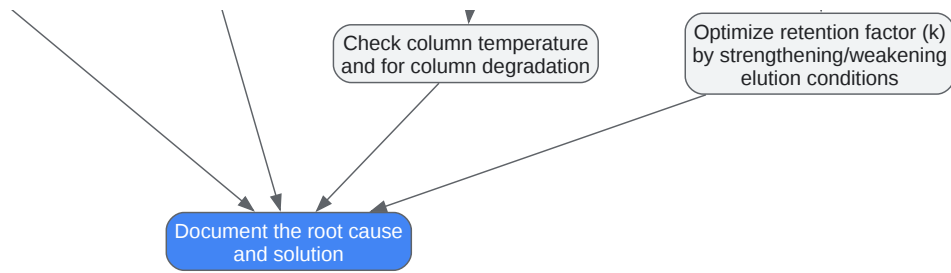 Check column temperature
and for column degradation
Optimize retention factor (k)
by strengthening/weakening
elution conditions
Document the root cause
and solution